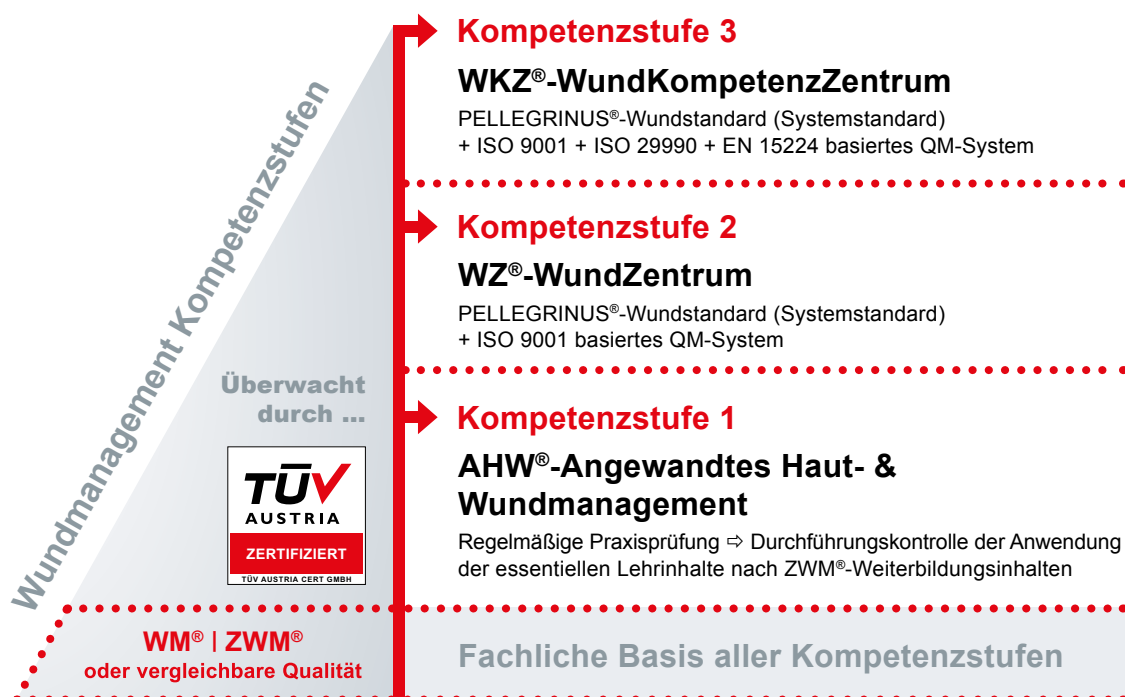 Wundmanagement Kompetenzstufen
Kompetenzstufe 3
WKZ®-WundKompetenzZentrum
PELLEGRINUS®-Wundstandard (Systemstandard)
+ ISO 9001 + ISO 29990 + EN 15224 basiertes QM-System
Kompetenzstufe 2
WZ®-WundZentrum
PELLEGRINUS®-Wundstandard (Systemstandard)
+ ISO 9001 basiertes QM-System
Überwacht
durch ...
TÜV
AUSTRIA
ZERTIFIZIERT
TÜV AUSTRIA CERT GMBH
Kompetenzstufe 1
AHW®-Angewandtes Haut- &
Wundmanagement
Regelmäßige Praxisprüfung ⇨ Durchführungskontrolle der Anwendung
der essentiellen Lehrinhalte nach ZWM®-Weiterbildungsinhalten
WM® | ZWM®
oder vergleichbare Qualität
Fachliche Basis aller Kompetenzstufen